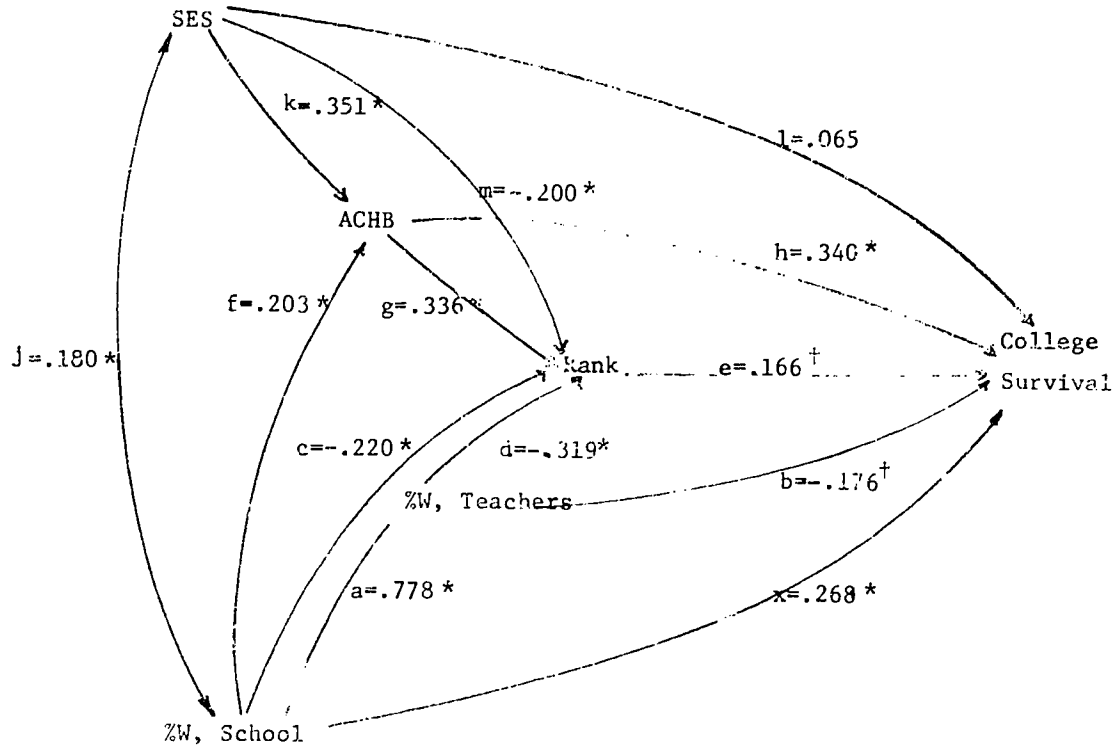 SES
k=.351*
l=.065
m=-.200*
ACHB
h=.340*
f=.203*
g=.336*
College
j=.180*
Rank
e=.166†
Survival
c=-.220*
d=-.319*
b=-.176†
%W, Teachers
a=.778*
x=.268*
%W, School